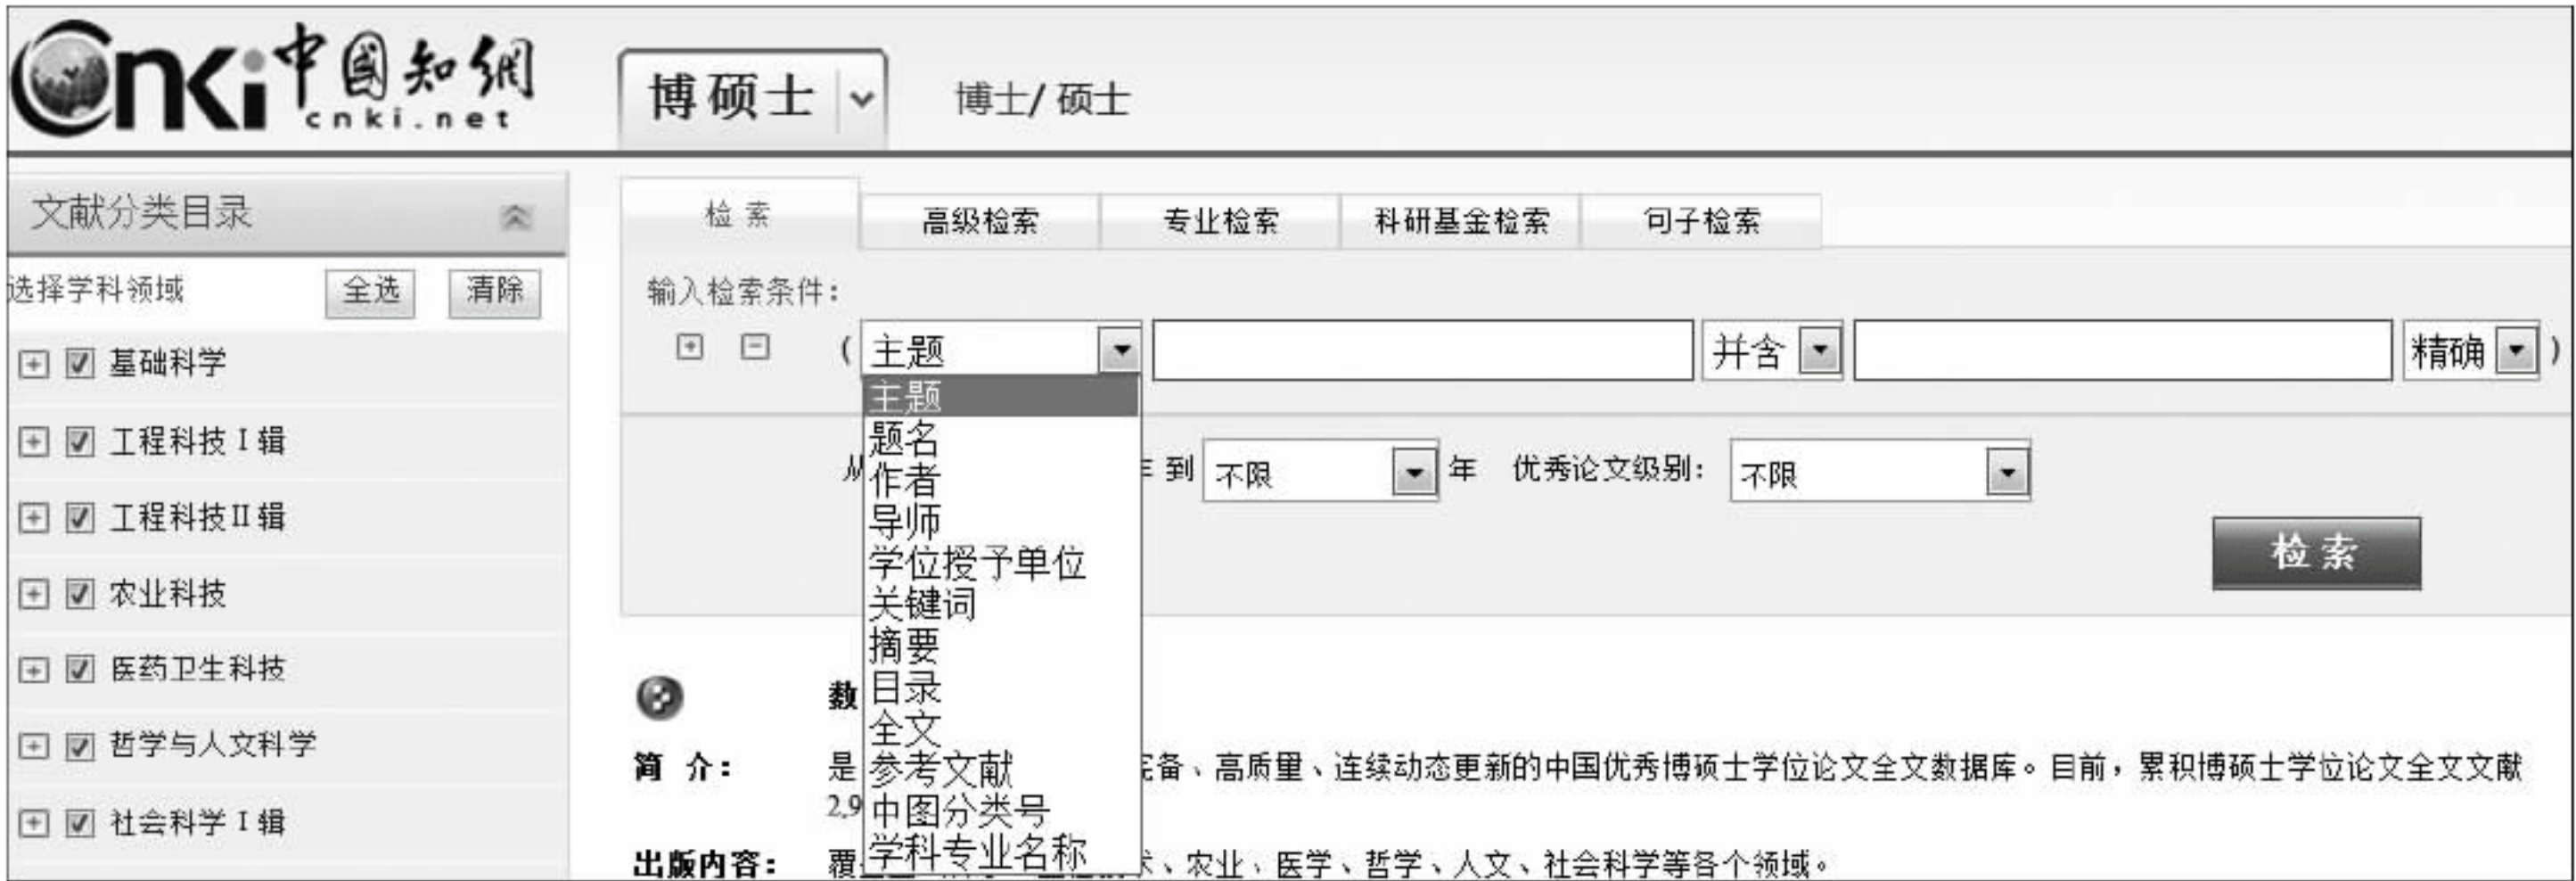 cnki 中國知網
cnki.net
博硕士
博士/ 硕士
文献分类目录
选择学科领域 全选 清除
基础科学
工程科技 I 辑
工程科技 II 辑
农业科技
医药卫生科技
哲学与人文科学
社会科学 I 辑
检 索 高级检索 专业检索 科研基金检索 句子检索
输入检索条件:
( 主题 并含 精确 )
主题
题名
作者
导师
学位授予单位
关键词
摘要
目录
全文
参考文献
中图分类号
学科专业名称
从 到 不限 年 优秀论文级别: 不限
检 索
数
简 介: 是 备、高质量、连续动态更新的中国优秀博硕士学位论文全文数据库。目前,累积博硕士学位论文全文文献
2,9
出版内容: 覆 、农业、医学、哲学、人文、社会科学等各个领域。